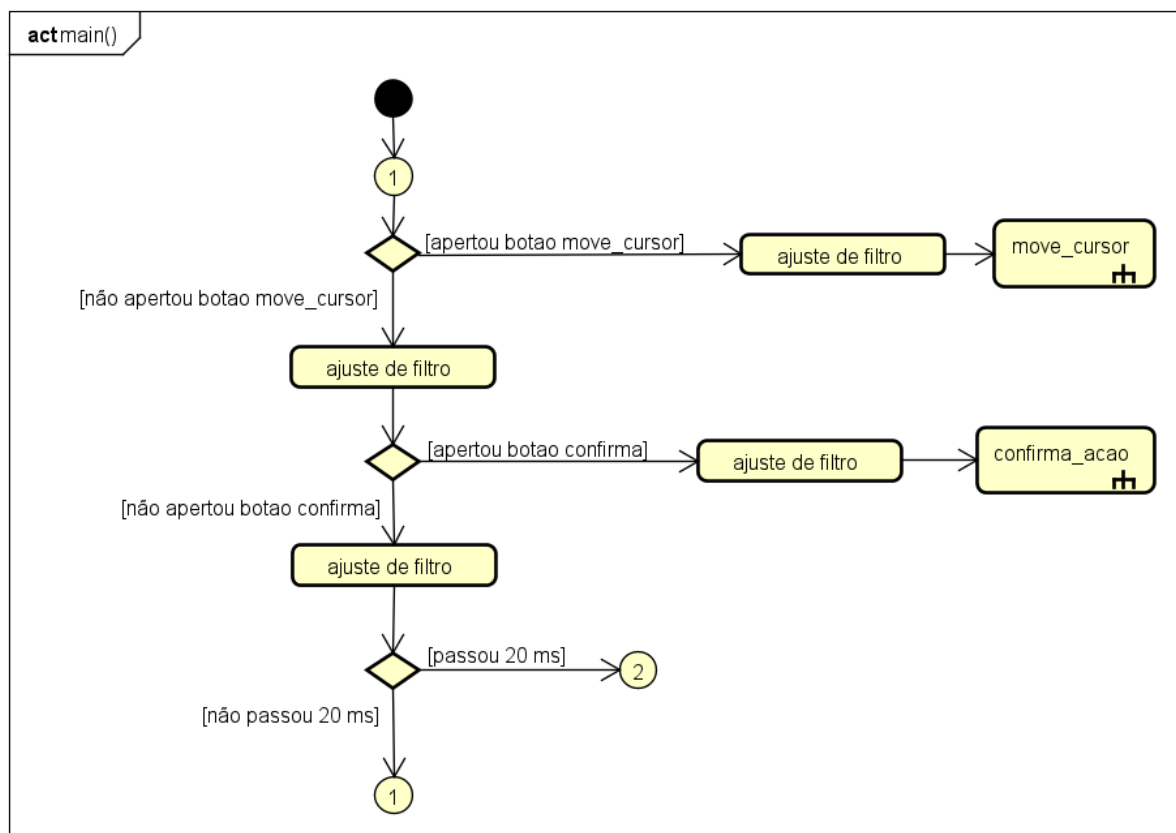 act main()
1
[apertou botao move_cursor]
ajuste de filtro
move_cursor
[não apertou botao move_cursor]
ajuste de filtro
[apertou botao confirma]
ajuste de filtro
confirma_acao
[não apertou botao confirma]
ajuste de filtro
[passou 20 ms]
2
[não passou 20 ms]
1